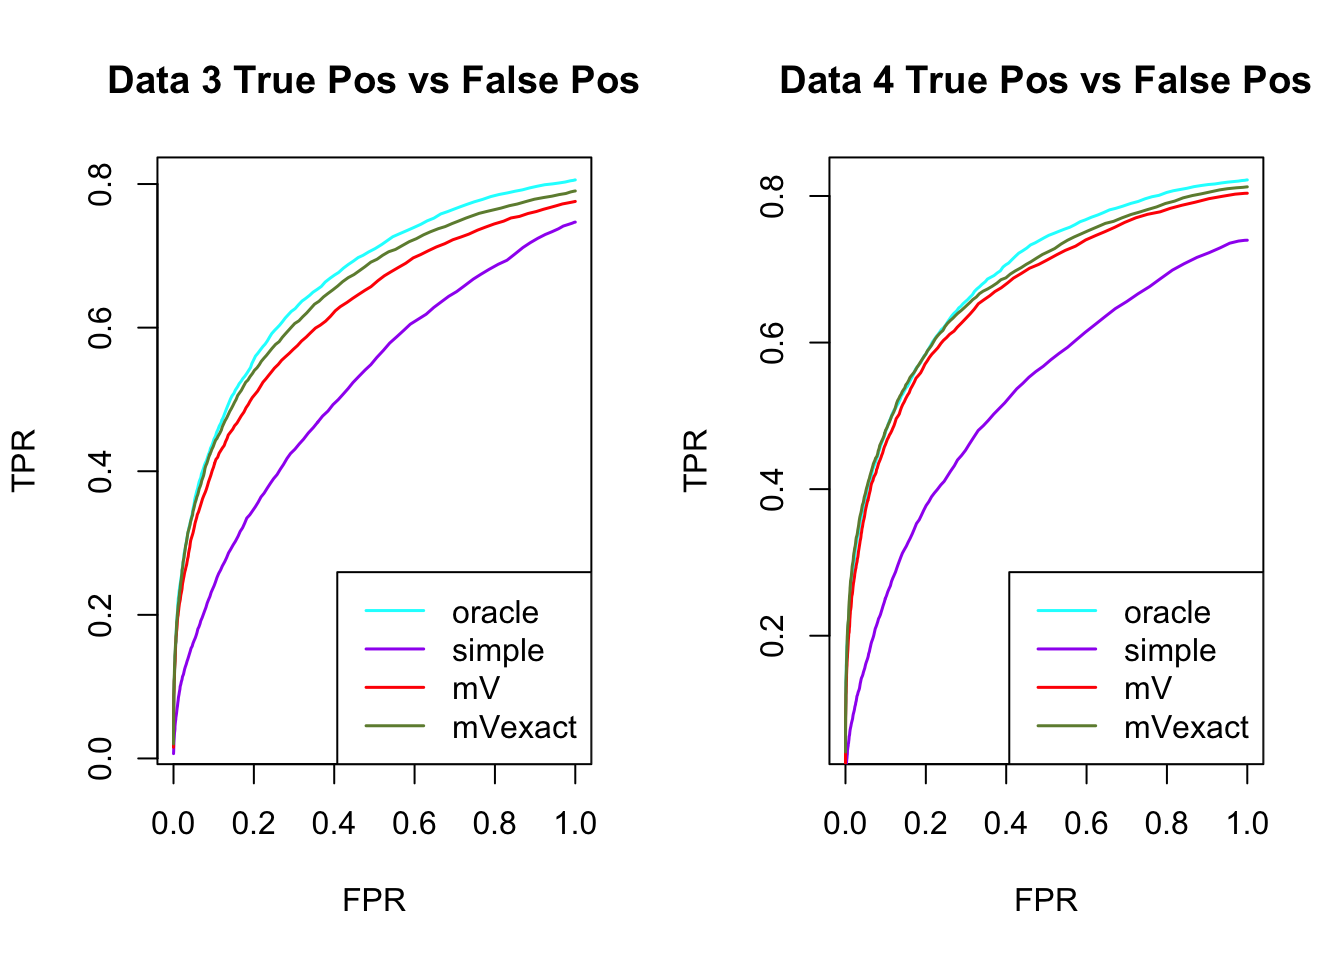 Data 3 True Pos vs False Pos
TPR
0.8
0.6
0.4
0.2
0.0
0.0 0.2 0.4 0.6 0.8 1.0
FPR
oracle
simple
mV
mVexact
Data 4 True Pos vs False Pos
TPR
0.8
0.6
0.4
0.2
0.0 0.2 0.4 0.6 0.8 1.0
FPR
oracle
simple
mV
mVexact